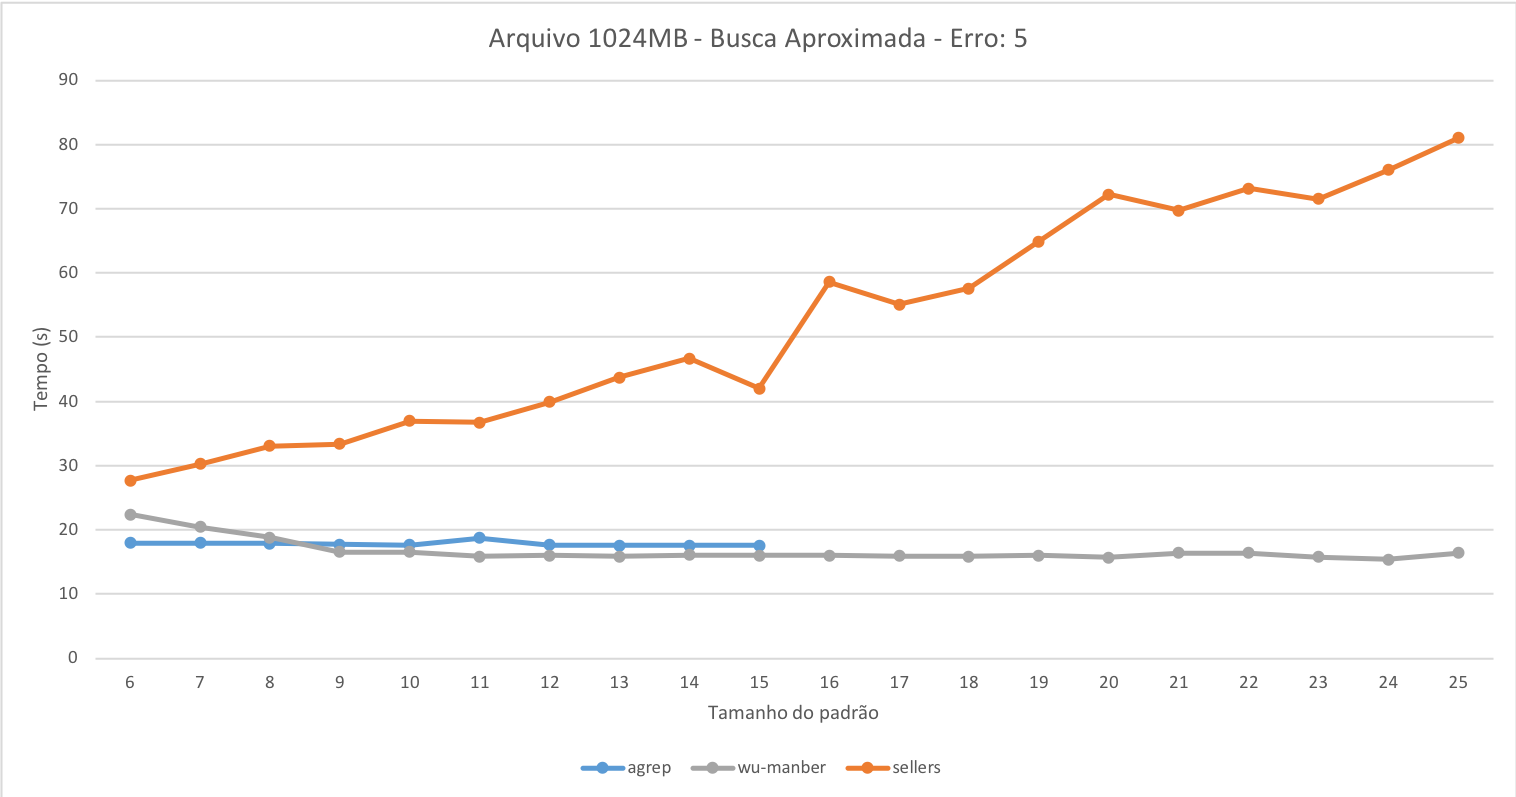 Arquivo 1024MB - Busca Aproximada - Erro: 5
90
80
70
60
50
40
30
20
10
0
Tempo (s)
6 7 8 9 10 11 12 13 14 15 16 17 18 19 20 21 22 23 24 25
Tamanho do padrão
agrep wu-manber sellers